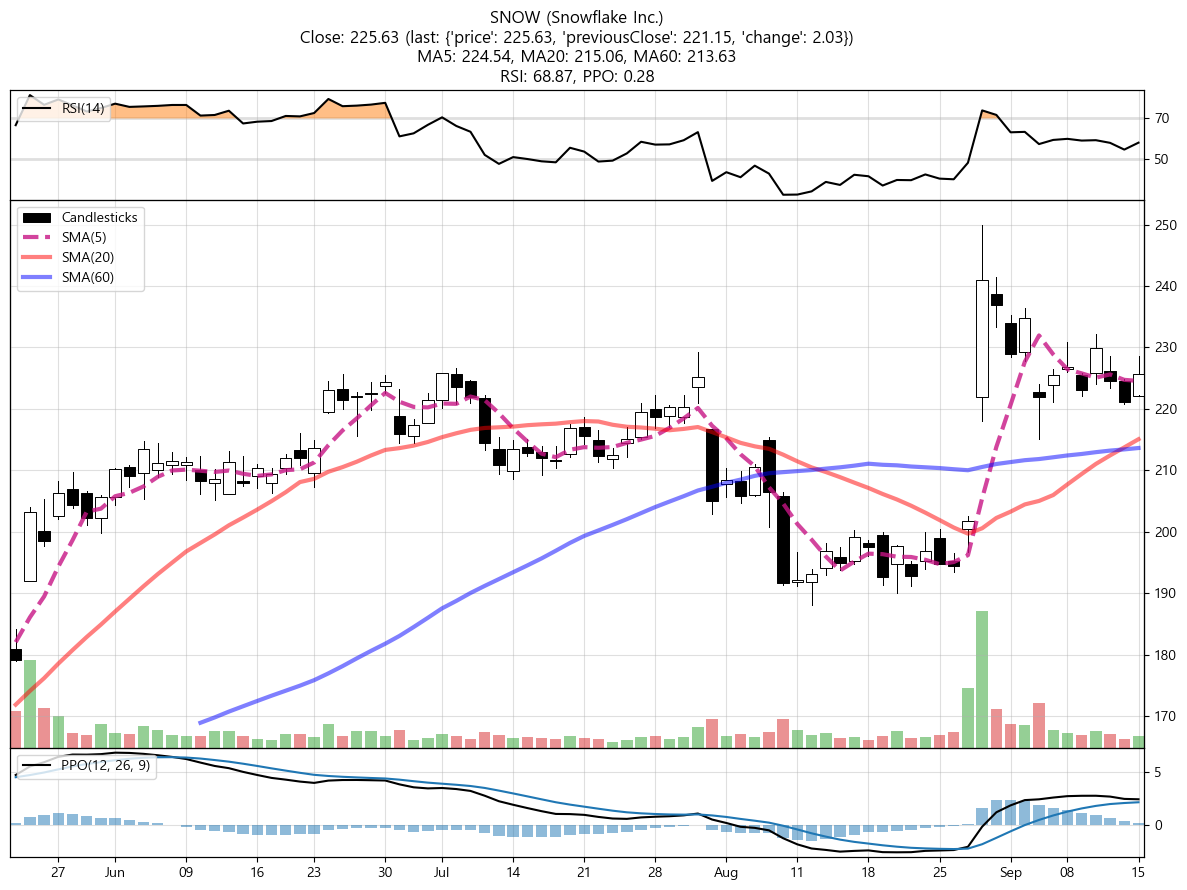 SNOW (Snowflake Inc.)
Close: 225.63 (last: {'price': 225.63, 'previousClose': 221.15, 'change': 2.03})
MA5: 224.54, MA20: 215.06, MA60: 213.63
RSI: 68.87, PPO: 0.28
RSI(14)
70
50
Candlesticks
SMA(5)
SMA(20)
SMA(60)
250
240
230
220
210
200
190
180
170
PPO(12, 26, 9)
5
0
27 Jun 09 16 23 30 Jul 14 21 28 Aug 11 18 25 Sep 08 15